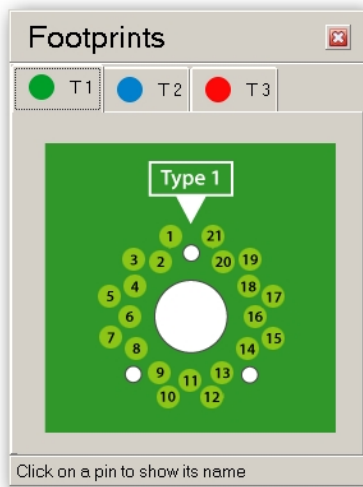 Footprints
T1 T2 T3
Type 1
1 21
3 2 20 19
5 4 18 17
6 16
7 8 14 15
9 11 13
10 12
Click on a pin to show its name